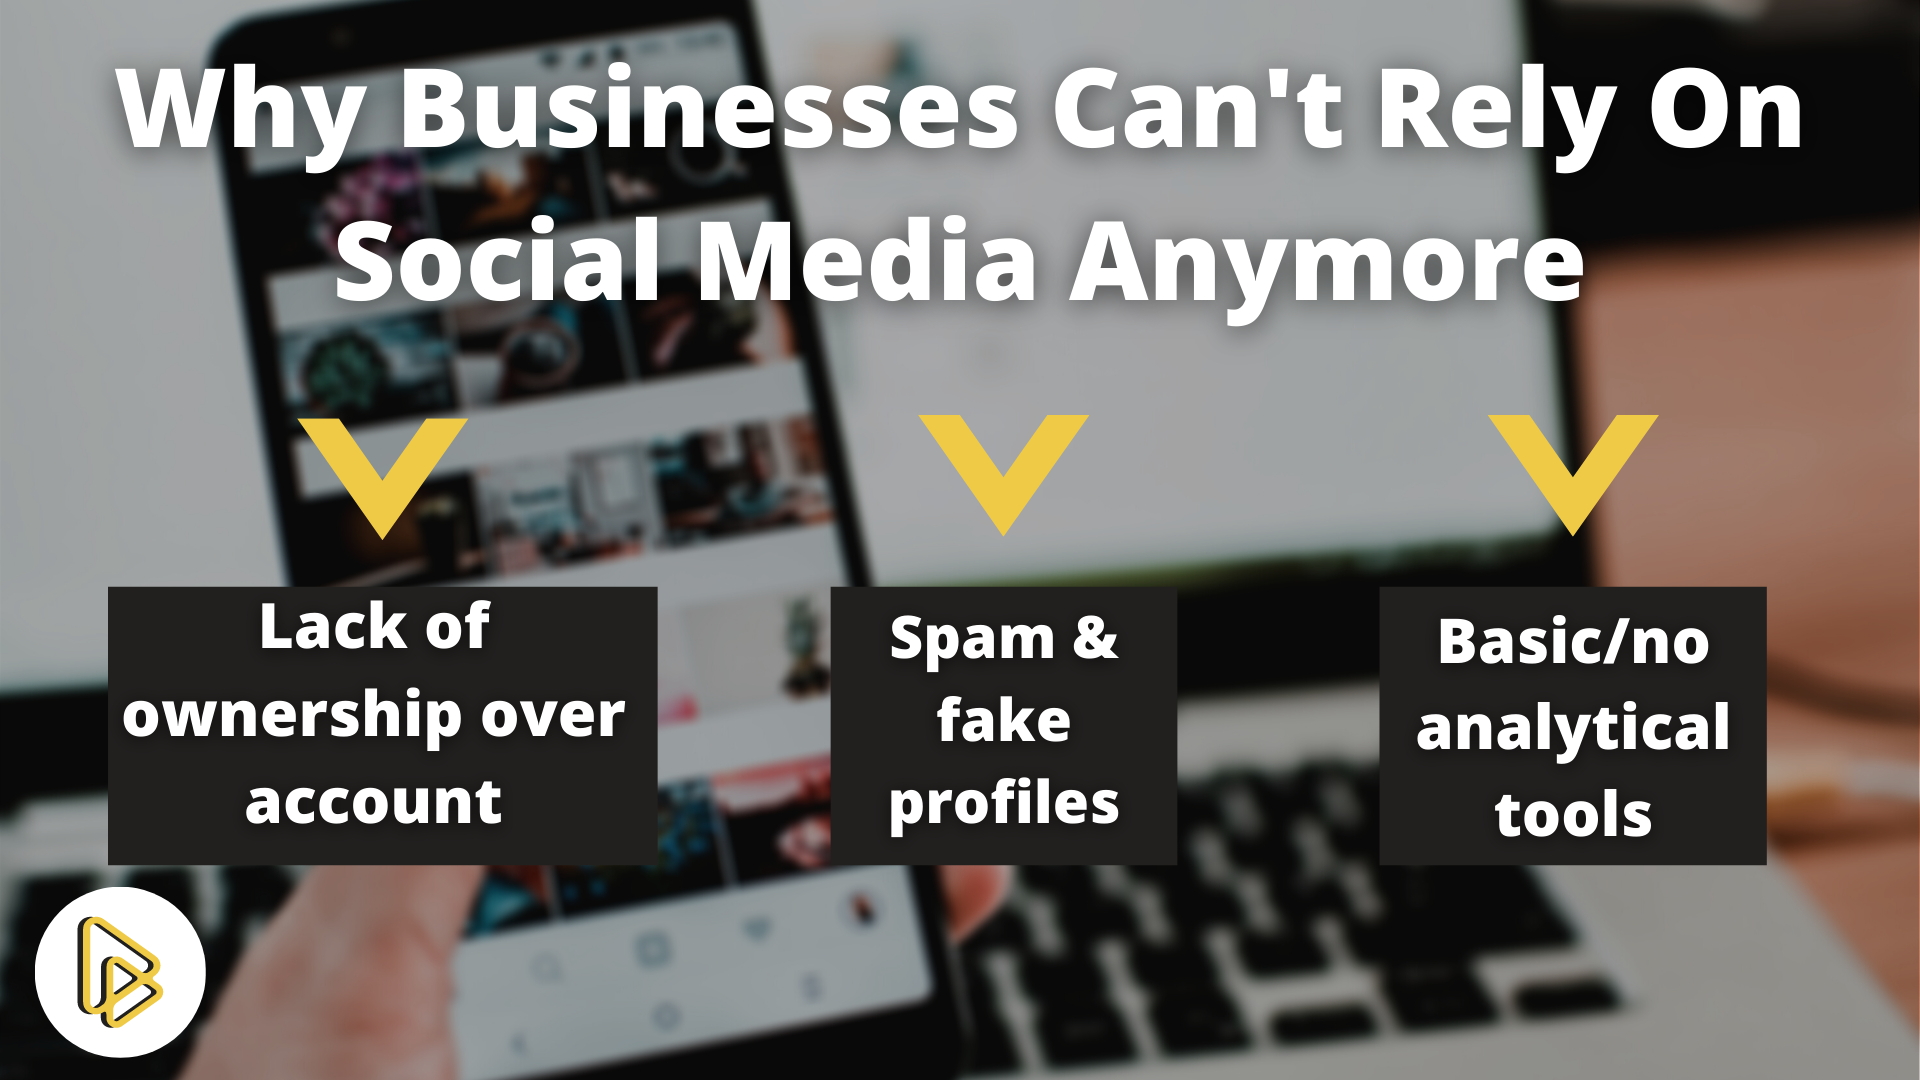 Why Businesses Can't Rely On
Social Media Anymore
Lack of
ownership over
account
Spam &
fake
profiles
Basic/no
analytical
tools